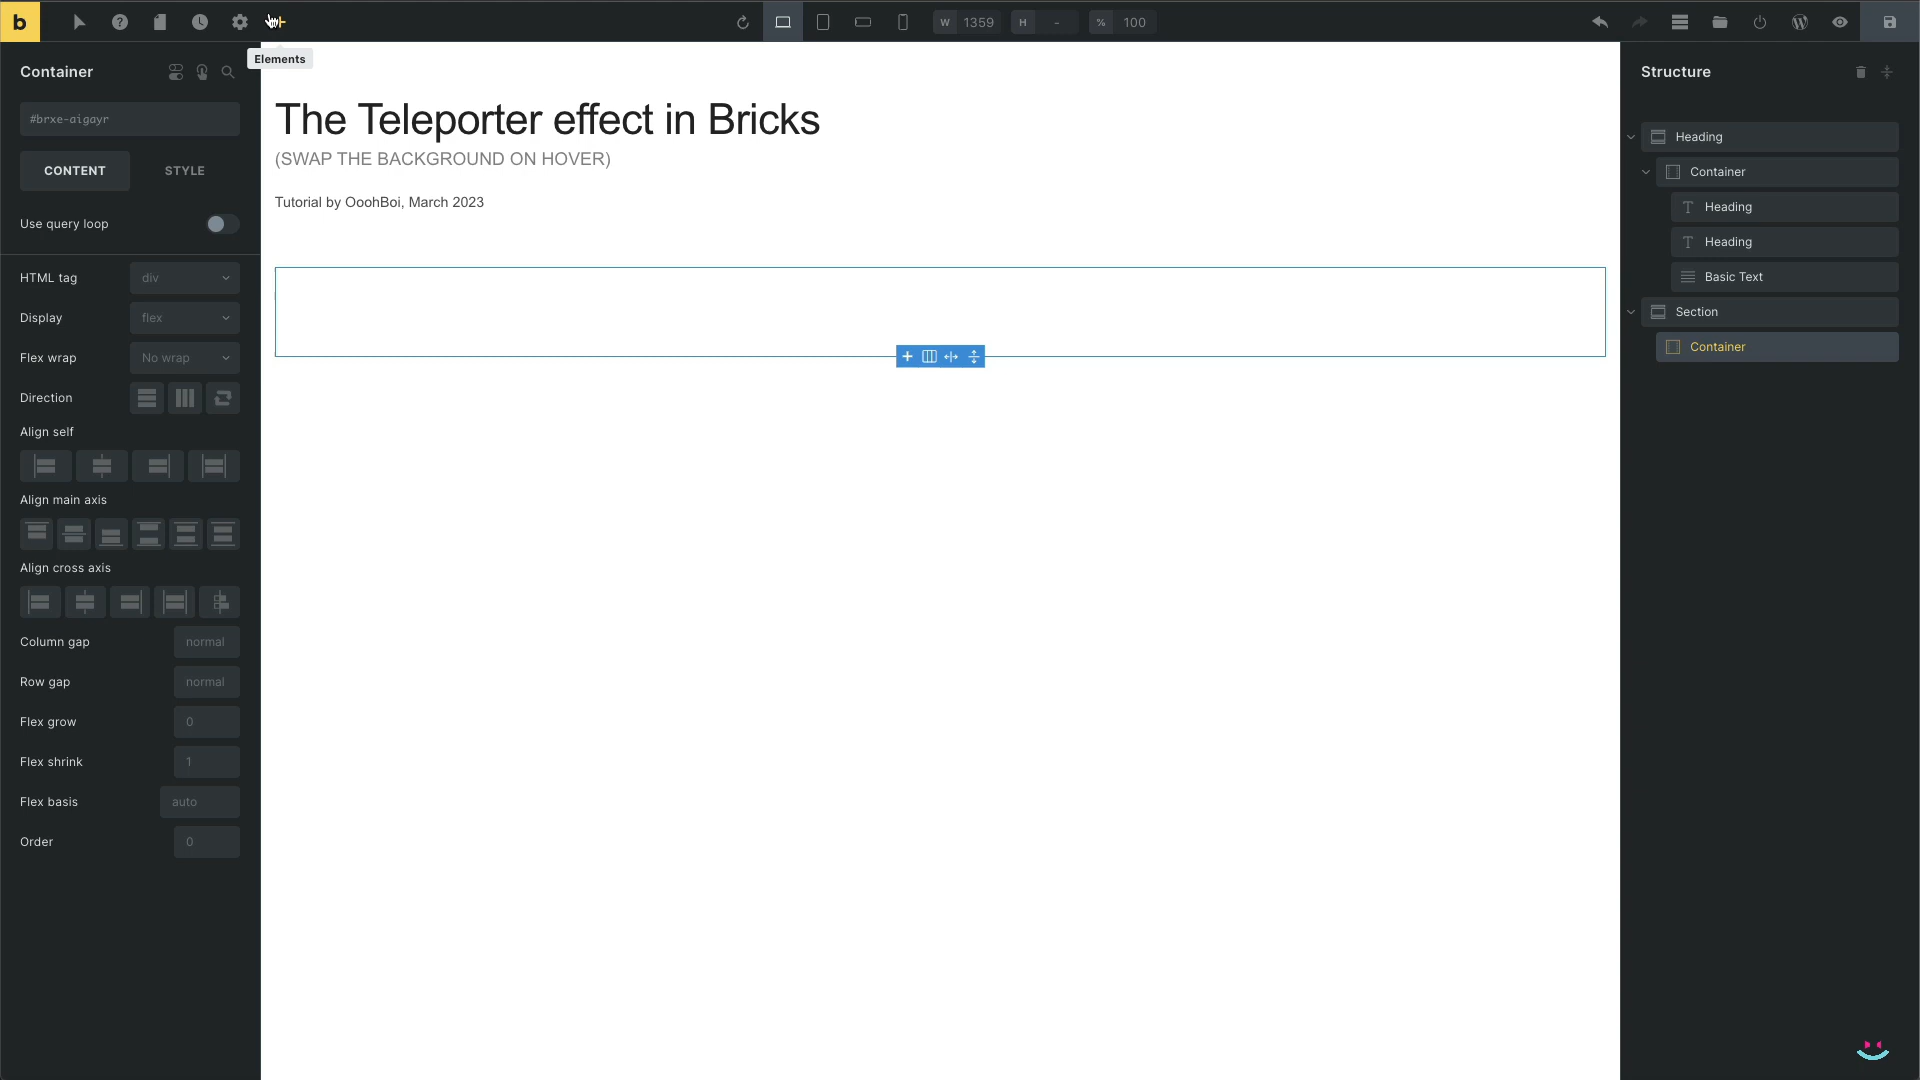 b
W 1359 H - % 100
Elements
Container
#brxe-aigayr
CONTENT STYLE
Use query loop
HTML tag div
Display flex
Flex wrap No wrap
Direction
Align self
Align main axis
Align cross axis
Column gap normal
Row gap normal
Flex grow 0
Flex shrink 1
Flex basis auto
Order 0
The Teleporter effect in Bricks
(SWAP THE BACKGROUND ON HOVER)
Tutorial by OoohBoi, March 2023
Structure
Heading
Container
Heading
Heading
Basic Text
Section
Container